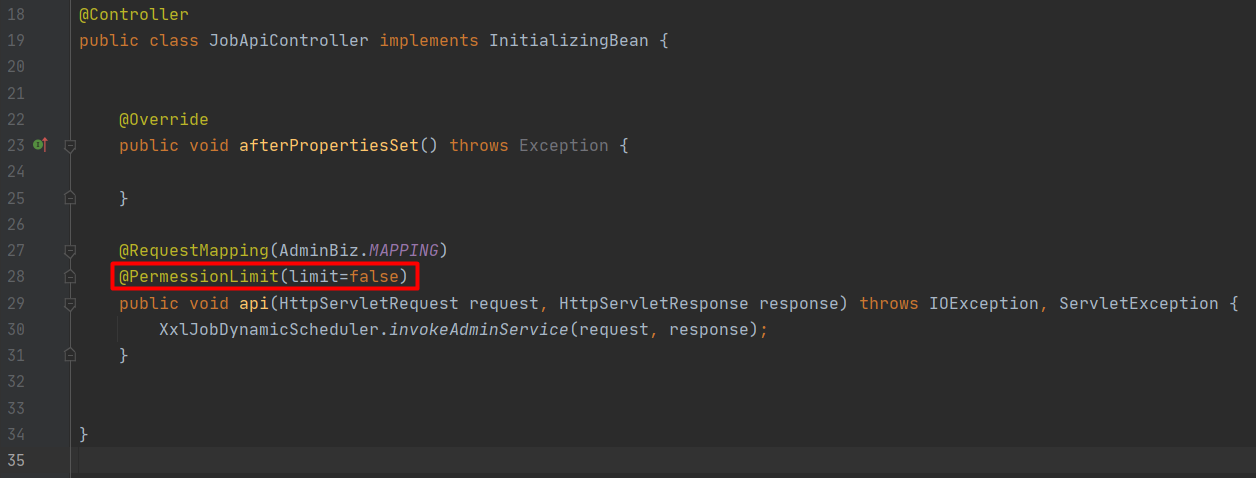 18 @Controller
19 public class JobApiController implements InitializingBean {
20
21
22 @Override
23 public void afterPropertiesSet() throws Exception {
24
25 }
26
27 @RequestMapping(AdminBiz.MAPPING)
28 @PermessionLimit(limit=false)
29 public void api(HttpServletRequest request, HttpServletResponse response) throws IOException, ServletException {
30 XxlJobDynamicScheduler.invokeAdminService(request, response);
31 }
32
33
34 }
35